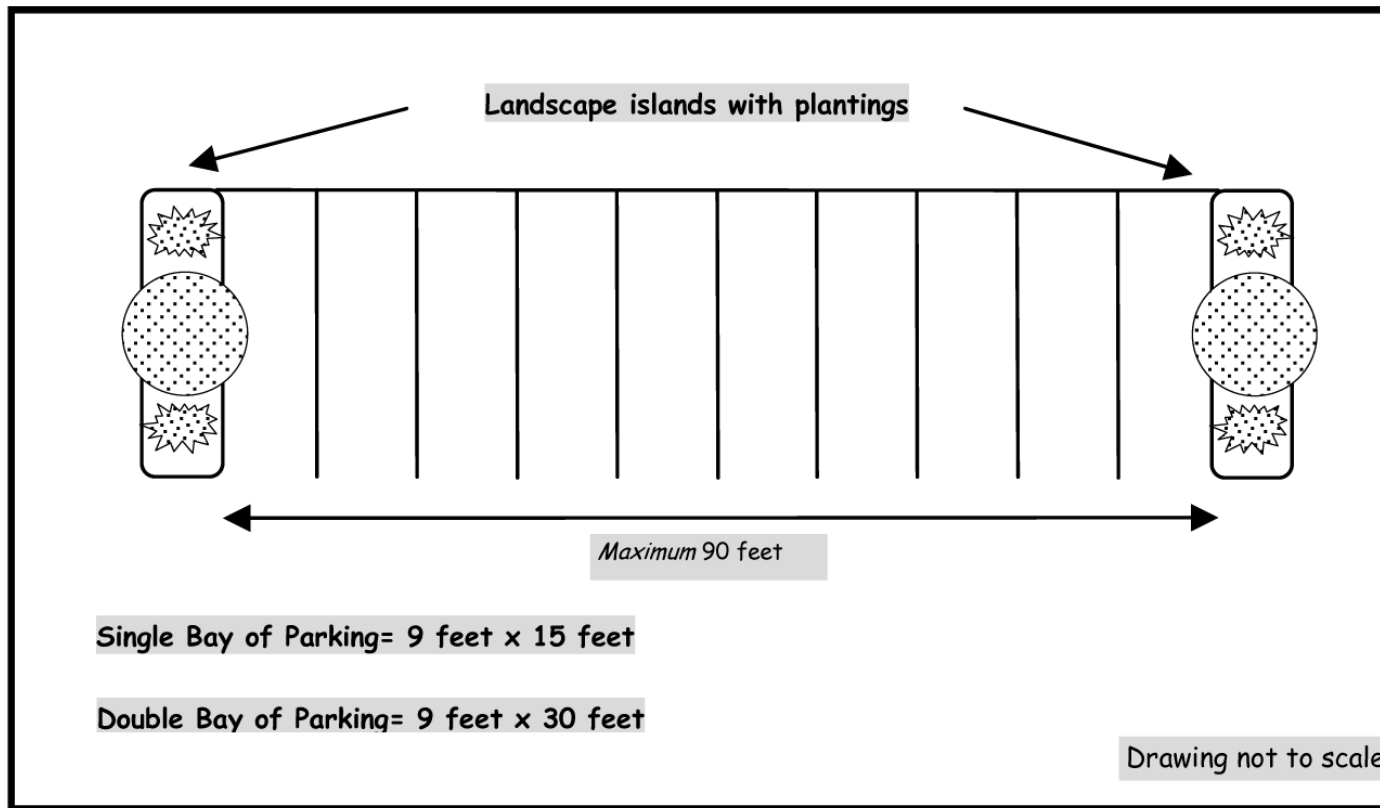 Landscape islands with plantings
Maximum 90 feet
Single Bay of Parking= 9 feet x 15 feet
Double Bay of Parking= 9 feet x 30 feet
Drawing not to scale